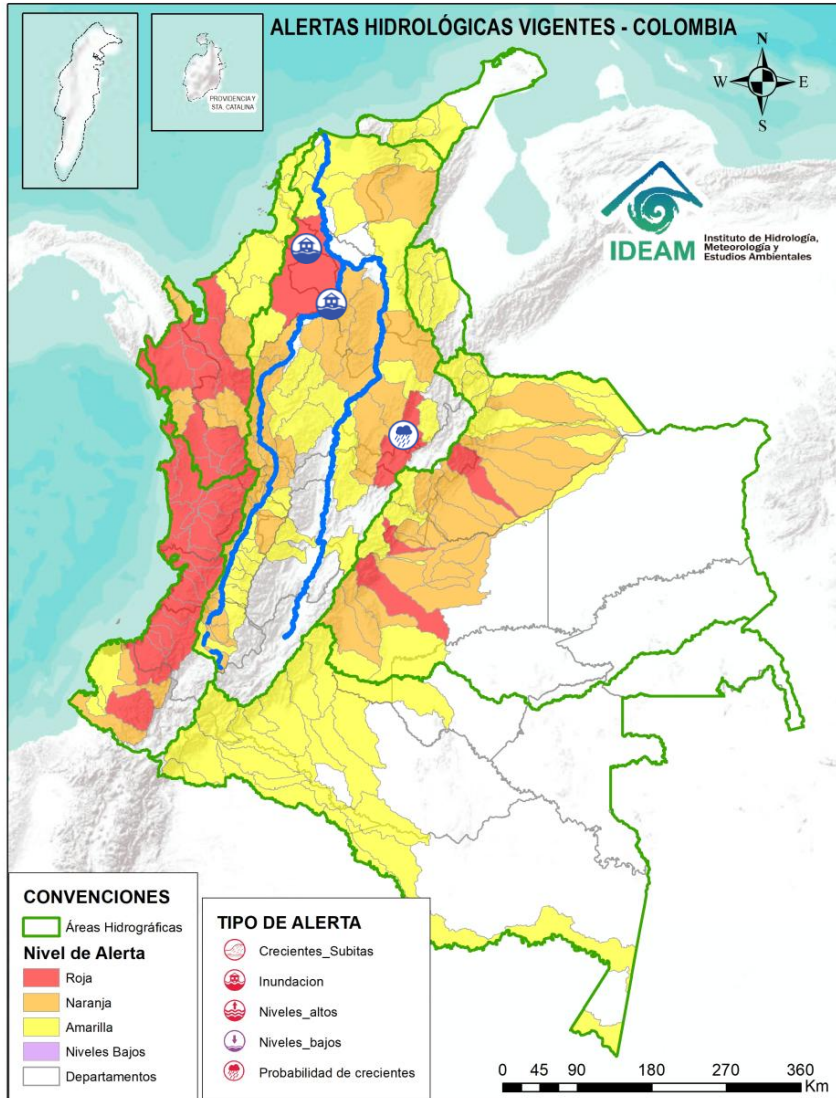 ALERTAS HIDROLÓGICAS VIGENTES - COLOMBIA
PROVIDENCIA Y
STA. CATALINA
N
W
E
S
IDEAM
Instituto de Hidrología,
Meteorología y
Estudios Ambientales
CONVENCIONES
Áreas Hidrográficas
Nivel de Alerta
Roja
Naranja
Amarilla
Niveles Bajos
Departamentos
TIPO DE ALERTA
Crecientes_Subitas
Inundacion
Niveles_altos
Niveles_bajos
Probabilidad de crecientes
0 45 90 180 270 360
Km